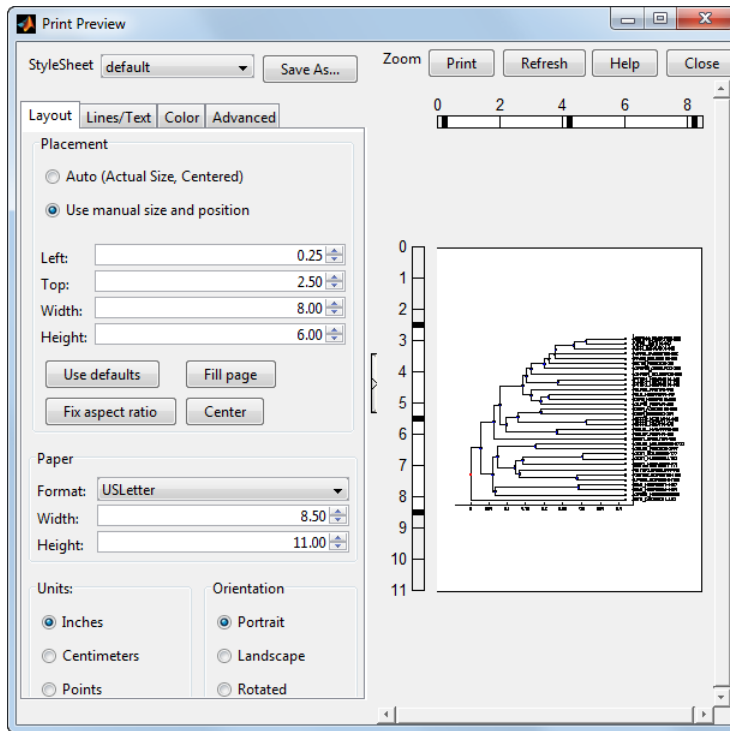 Print Preview
StyleSheet default Save As... Zoom Print Refresh Help Close
Layout Lines/Text Color Advanced
0 2 4 6 8
Placement
Auto (Actual Size, Centered)
Use manual size and position
Left: 0.25
Top: 2.50
Width: 8.00
Height: 6.00
Use defaults Fill page
Fix aspect ratio Center
Paper
Format: USLetter
Width: 8.50
Height: 11.00
Units: Orientation
Inches Portrait
Centimeters Landscape
Points Rotated
0
1
2
3
4
5
6
7
8
9
10
11